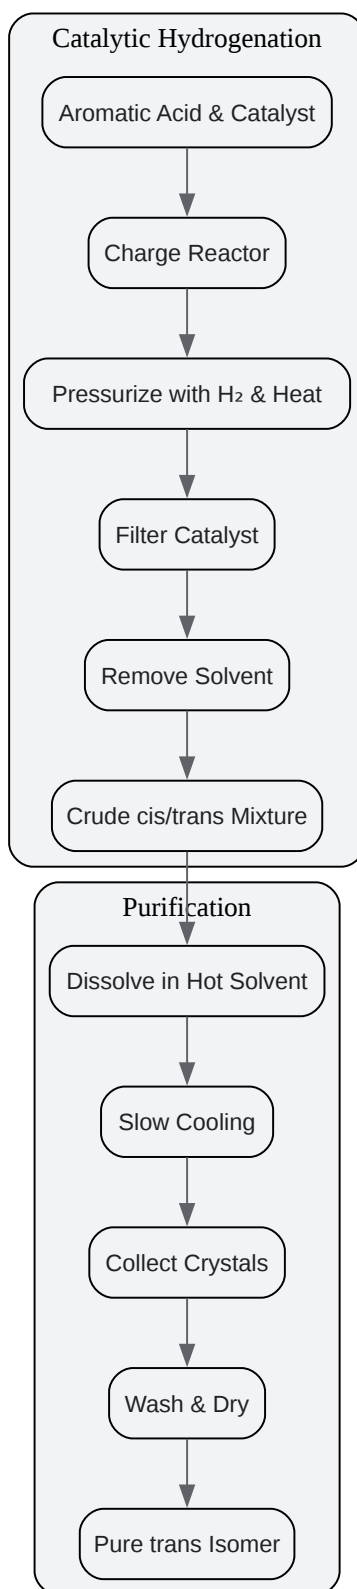 Catalytic Hydrogenation
Aromatic Acid & Catalyst
Charge Reactor
Pressurize with H₂ & Heat
Filter Catalyst
Remove Solvent
Crude cis/trans Mixture
Purification
Dissolve in Hot Solvent
Slow Cooling
Collect Crystals
Wash & Dry
Pure trans Isomer